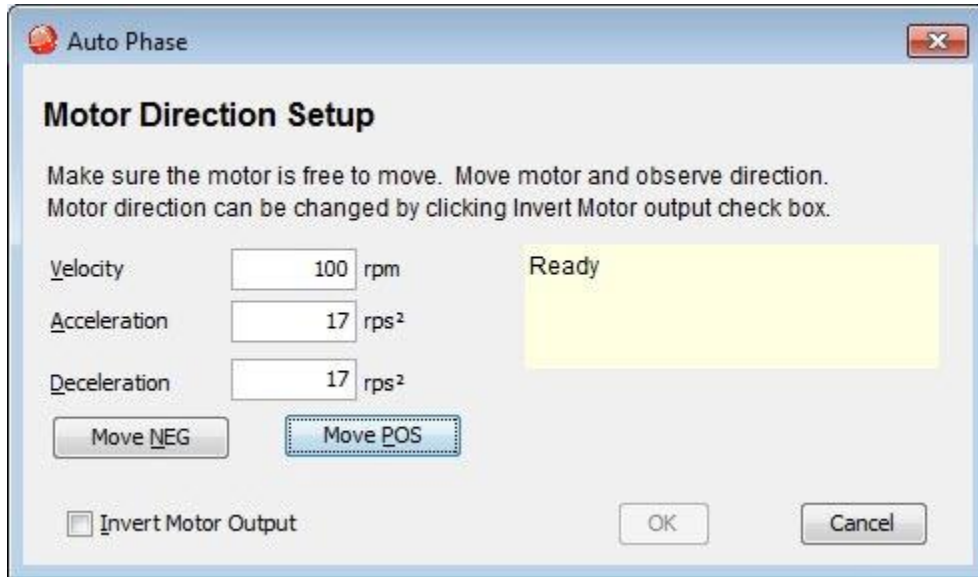 Auto Phase
Motor Direction Setup
Make sure the motor is free to move. Move motor and observe direction.
Motor direction can be changed by clicking Invert Motor output check box.
Velocity 100 rpm
Ready
Acceleration 17 rps²
Deceleration 17 rps²
Move NEG Move POS
Invert Motor Output OK Cancel